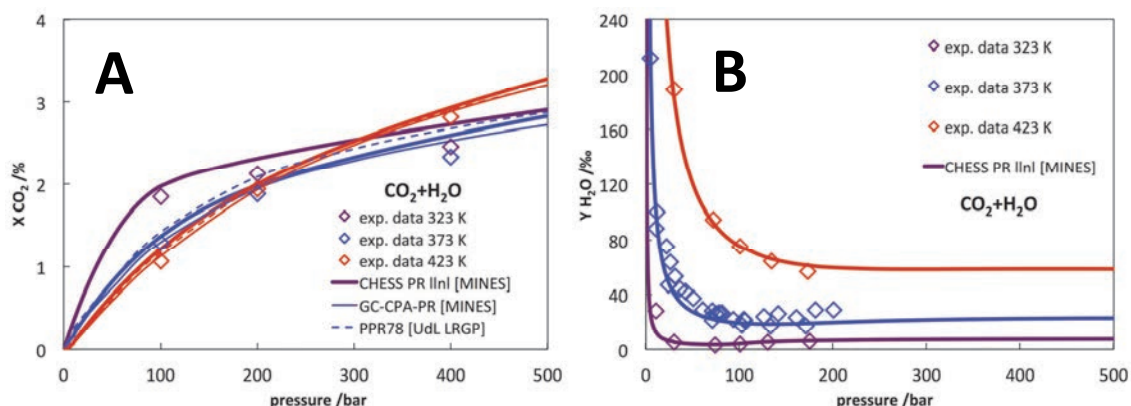 A
4
3
2
1
0
X CO₂ /%
CO₂+H₂O
exp. data 323 K
exp. data 373 K
exp. data 423 K
CHESS PR llnl [MINES]
GC-CPA-PR [MINES]
PPR78 [UdL LRGP]
0 100 200 300 400 500
pressure /bar
B
240
200
160
120
80
40
0
Y H₂O /‰
exp. data 323 K
exp. data 373 K
exp. data 423 K
CHESS PR llnl [MINES]
CO₂+H₂O
0 100 200 300 400 500
pressure /bar